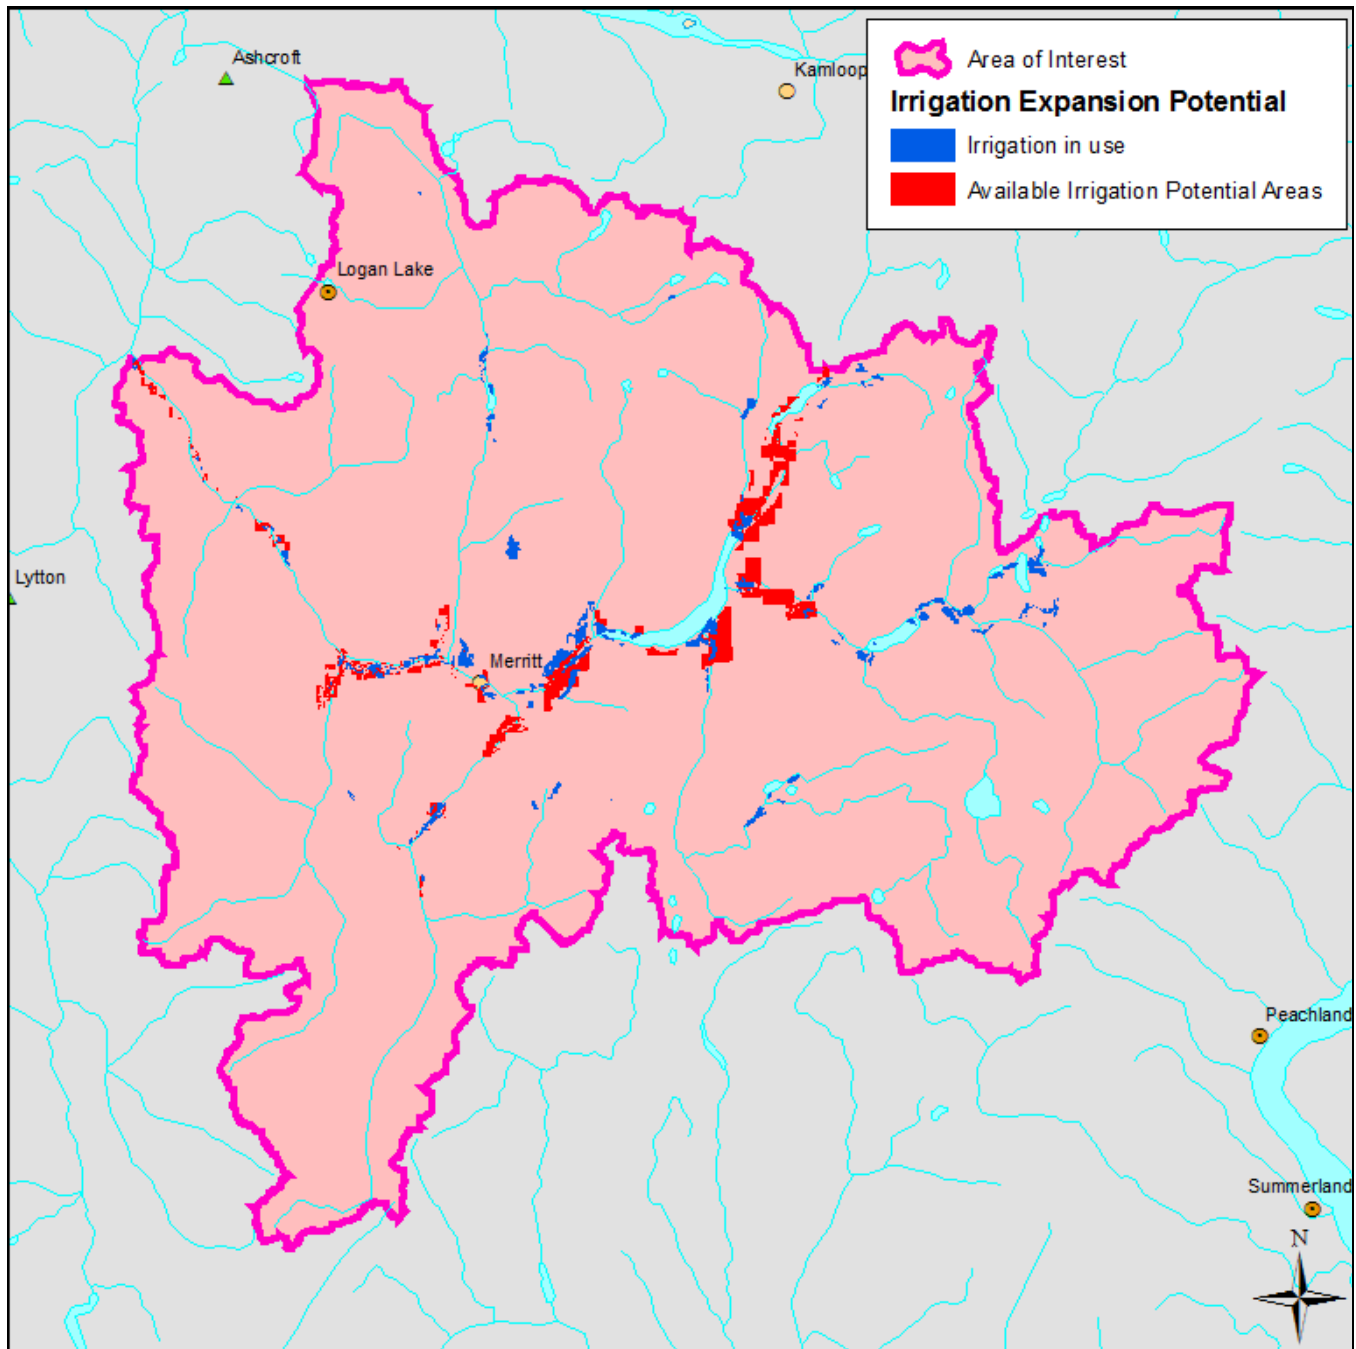 Ashcroft
Kamloop
Area of Interest
Irrigation Expansion Potential
Irrigation in use
Available Irrigation Potential Areas
Logan Lake
Lytton
Merritt
Peachland
Summerland
N